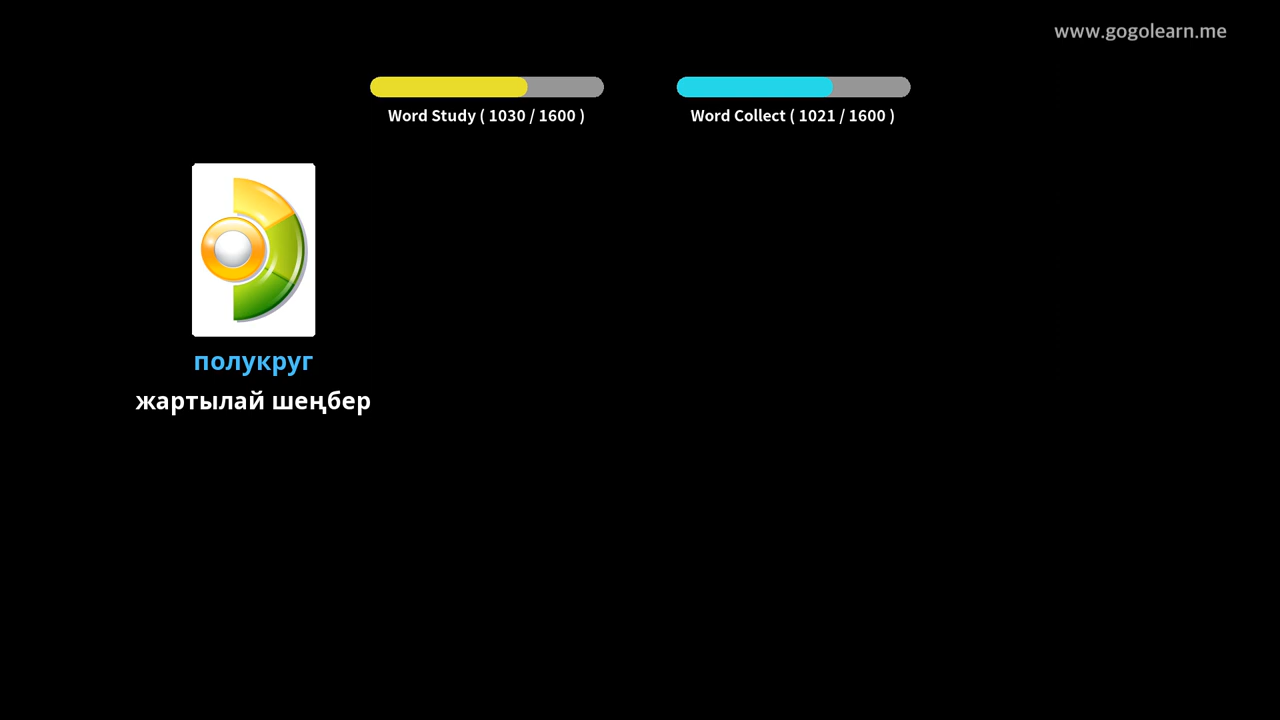 www.gogolearn.me
Word Study ( 1030 / 1600 )
Word Collect ( 1021 / 1600 )
полукруг
жартылай шеңбер